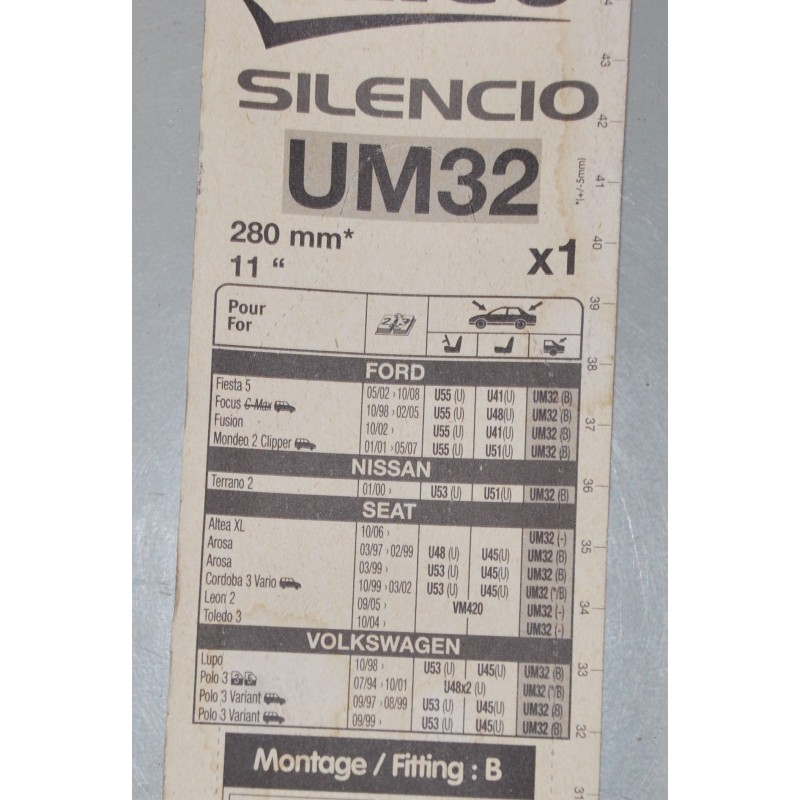 SILENCIO
UM32
280 mm*
11 “
x1
*(+/-5mm)
Pour
For
FORD
Fiesta 5 05/02 › 10/08 U55 (U) U41(U) UM32 (B)
Focus C-Max 10/98 › 02/05 U55 (U) U48(U) UM32 (B)
Fusion 10/02 › U55 (U) U41(U) UM32 (B)
Mondeo 2 Clipper 01/01 › 05/07 U55 (U) U51(U) UM32 (B)
NISSAN
Terrano 2 01/00 › U53 (U) U51(U) UM32 (B)
SEAT
Altea XL 10/06 › UM32 (-)
Arosa 03/97 › 02/99 U48 (U) U45(U) UM32 (B)
Arosa 03/99 › U53 (U) U45(U) UM32 (B)
Cordoba 3 Vario 10/99 › 03/02 U53 (U) U45(U) UM32 (*/B)
Leon 2 09/05 › VM420 UM32 (-)
Toledo 3 10/04 › UM32 (-)
VOLKSWAGEN
Lupo 10/98 › U53 (U) U45(U) UM32 (B)
Polo 3 07/94 › 10/01 U48x2 (U) UM32 (*/B)
Polo 3 Variant 09/97 › 08/99 U53 (U) U45(U) UM32 (B)
Polo 3 Variant 09/99 › U53 (U) U45(U) UM32 (B)
Montage / Fitting : B
43
42
41
40
39
38
37
36
35
34
33
32
31